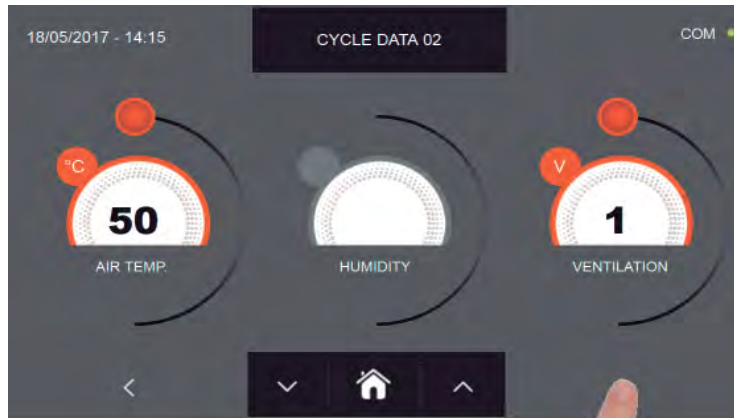 18/05/2017 - 14:15
CYCLE DATA 02
COM
°C
50
AIR TEMP.
HUMIDITY
V
1
VENTILATION